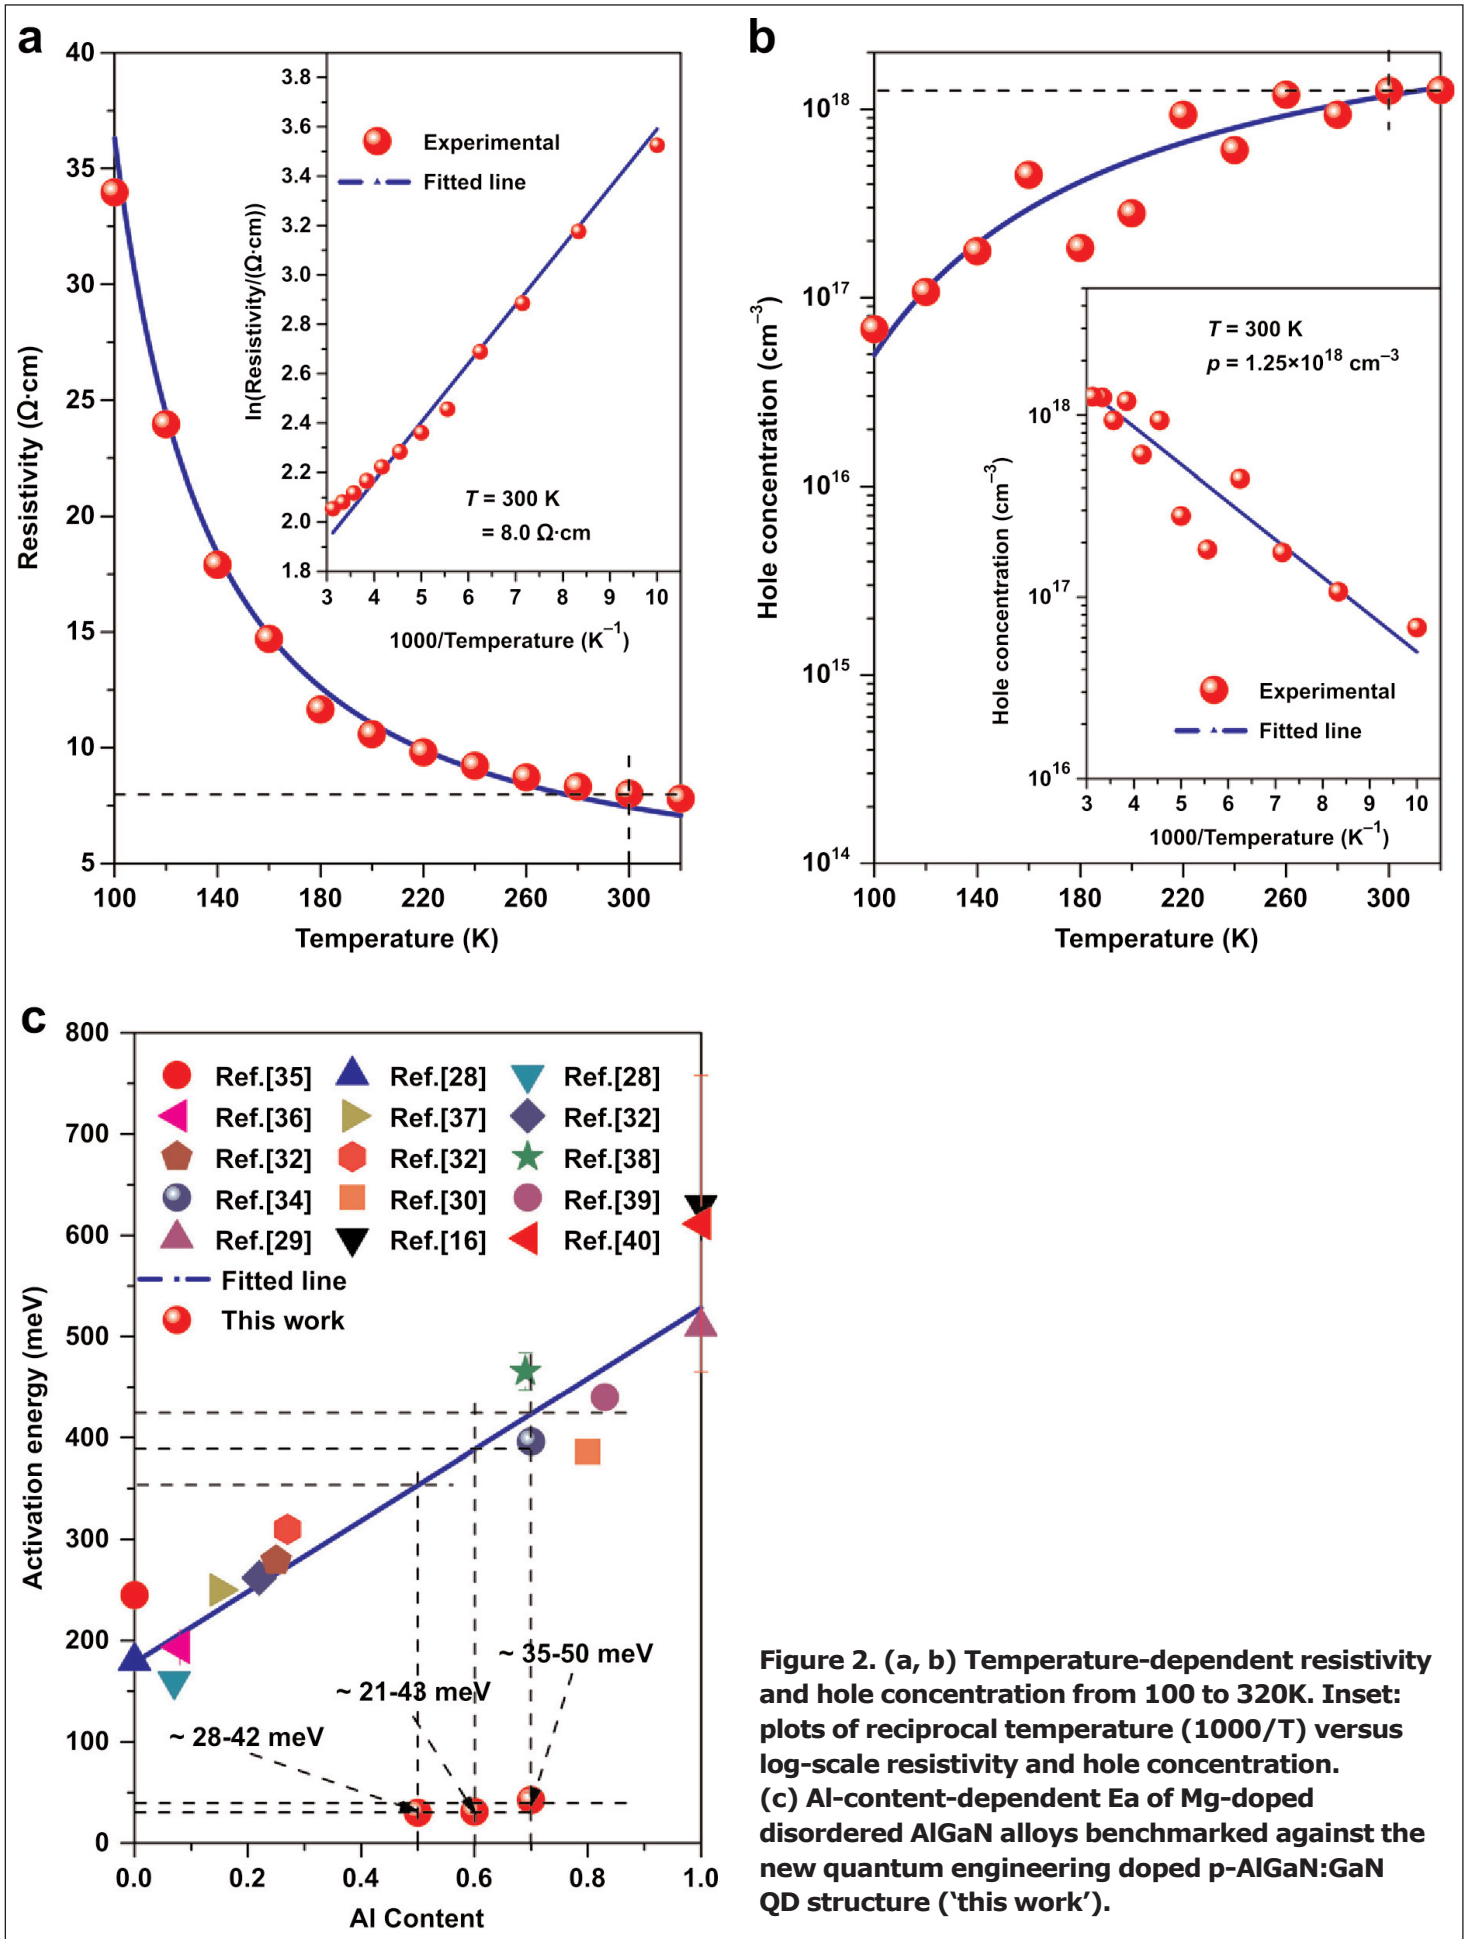 a
40
35
30
25
20
15
10
5
100
140
180
220
260
300
Resistivity (Ω·cm)
Temperature (K)
3.8
3.6
3.4
3.2
3.0
2.8
2.6
2.4
2.2
2.0
1.8
3
4
5
6
7
8
9
10
ln(Resistivity/(Ω·cm))
1000/Temperature (K⁻¹)
Experimental
Fitted line
T = 300 K
= 8.0 Ω·cm
b
10¹⁸
10¹⁷
10¹⁶
10¹⁵
10¹⁴
100
140
180
220
260
300
Hole concentration (cm⁻³)
Temperature (K)
T = 300 K
p = 1.25×10¹⁸ cm⁻³
10¹⁸
10¹⁷
10¹⁶
3
4
5
6
7
8
9
10
Hole concentration (cm⁻³)
1000/Temperature (K⁻¹)
Experimental
Fitted line
c
800
700
600
500
400
300
200
100
0
0.0
0.2
0.4
0.6
0.8
1.0
Activation energy (meV)
Al Content
Ref.[35] Ref.[28] Ref.[28]
Ref.[36] Ref.[37] Ref.[32]
Ref.[32] Ref.[32] Ref.[38]
Ref.[34] Ref.[30] Ref.[39]
Ref.[29] Ref.[16] Ref.[40]
Fitted line
This work
~ 35-50 meV
~ 21-43 meV
~ 28-42 meV
Figure 2. (a, b) Temperature-dependent resistivity
and hole concentration from 100 to 320K. Inset:
plots of reciprocal temperature (1000/T) versus
log-scale resistivity and hole concentration.
(c) Al-content-dependent Ea of Mg-doped
disordered AlGaN alloys benchmarked against the
new quantum engineering doped p-AlGaN:GaN
QD structure (‘this work’).